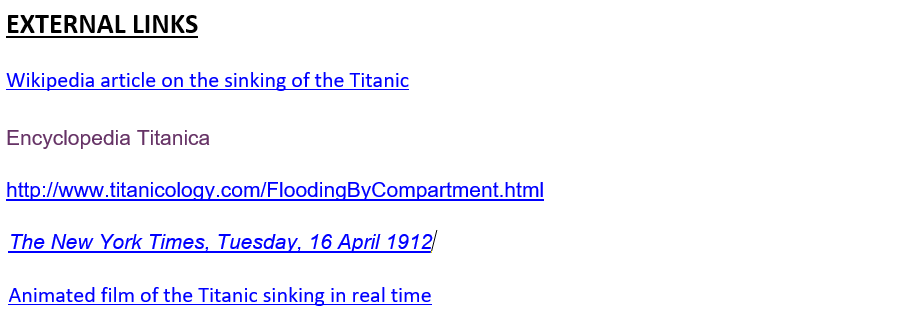 EXTERNAL LINKS
Wikipedia article on the sinking of the Titanic
Encyclopedia Titanica
http://www.titanicology.com/FloodingByCompartment.html
The New York Times, Tuesday, 16 April 1912
Animated film of the Titanic sinking in real time